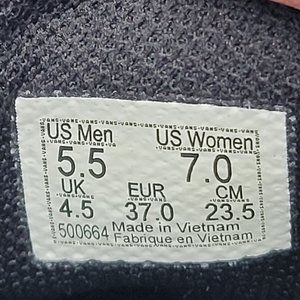 US Men US Women
5.5 7.0
UK EUR CM
4.5 37.0 23.5
500664 Made in Vietnam
Fabrique en Vietnam